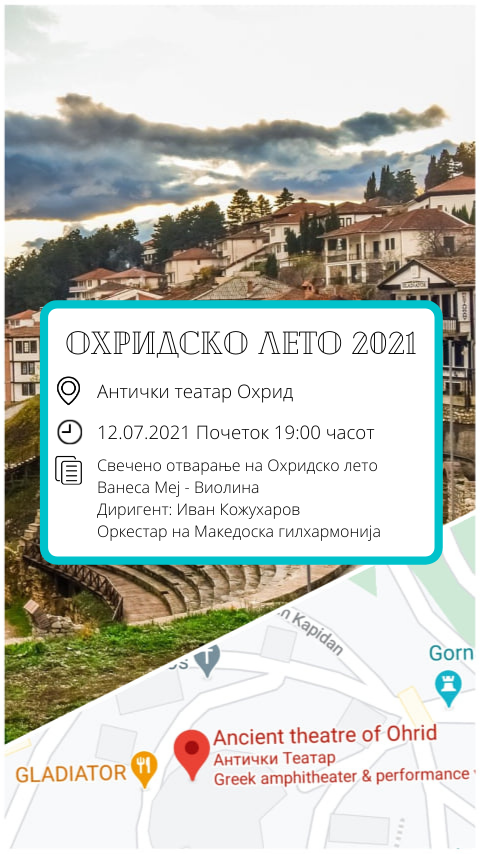 GLADIATOR
ОХРИДСКО ЛЕТО 2021
Антички театар Охрид
12.07.2021 Почеток 19:00 часот
Свечено отварање на Охридско лето
Ванеса Меј - Виолина
Диригент: Иван Кожухаров
Оркестар на Македоска гилхармонија
Kapidan
Gorn
Ancient theatre of Ohrid
Антички Театар
GLADIATOR
Greek amphitheater & performance